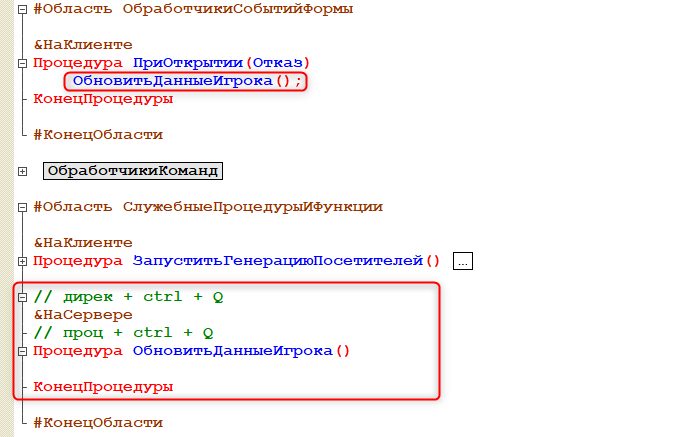 #Область ОбработчикиСобытийФормы
&НаКлиенте
Процедура ПриОткрытии(Отказ)
ОбновитьДанныеИгрока();
КонецПроцедуры
#КонецОбласти
ОбработчикиКоманд
#Область СлужебныеПроцедурыИФункции
&НаКлиенте
Процедура ЗапуститьГенерациюПосетителей() ...
// дирек + ctrl + Q
&НаСервере
// проц + ctrl + Q
Процедура ОбновитьДанныеИгрока()
КонецПроцедуры
#КонецОбласти